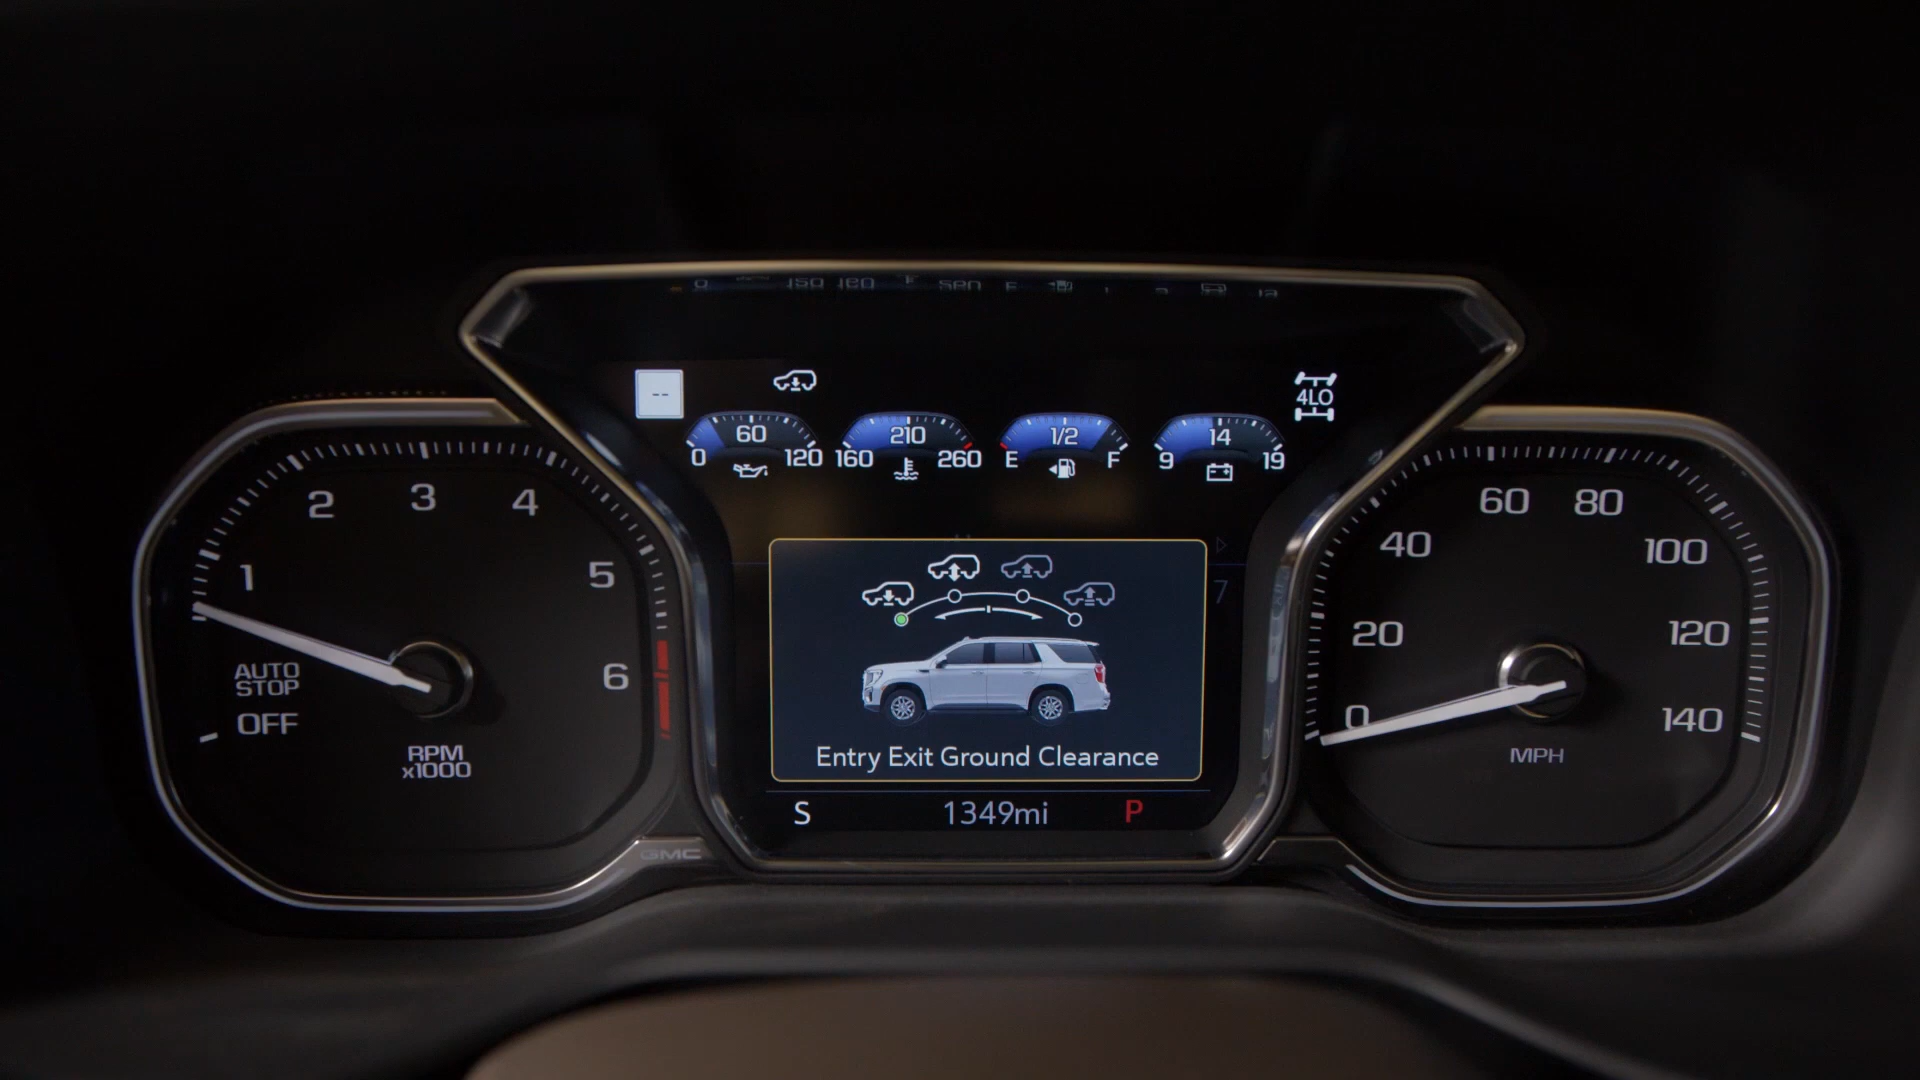 --
4LO
60
0 120
210
160 260
1/2
E F
14
9 19
1
2
3
4
5
6
AUTO
STOP
OFF
RPM
x1000
GMC
Entry Exit Ground Clearance
S 1349mi P
7
0
20
40
60
80
100
120
140
MPH